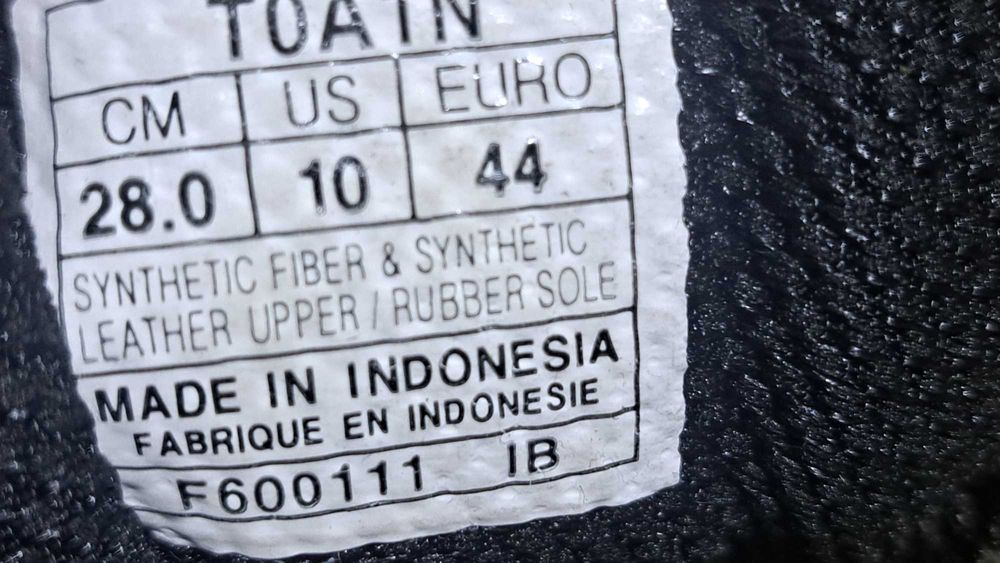 CM US EURO
28.0 10 44
SYNTHETIC FIBER & SYNTHETIC
LEATHER UPPER / RUBBER SOLE
MADE IN INDONESIA
FABRIQUE EN INDONESIE
F600111 IB